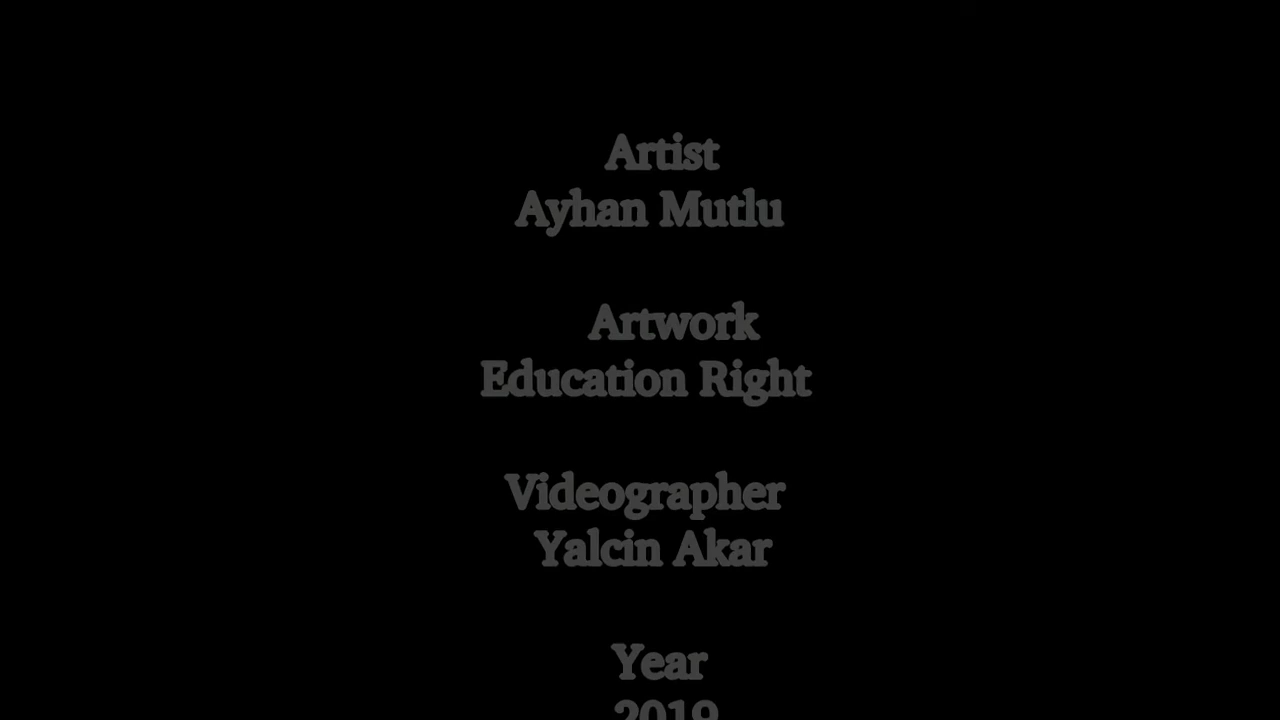 Artist
Ayhan Mutlu
Artwork
Education Right
Videographer
Yalcin Akar
Year
2019